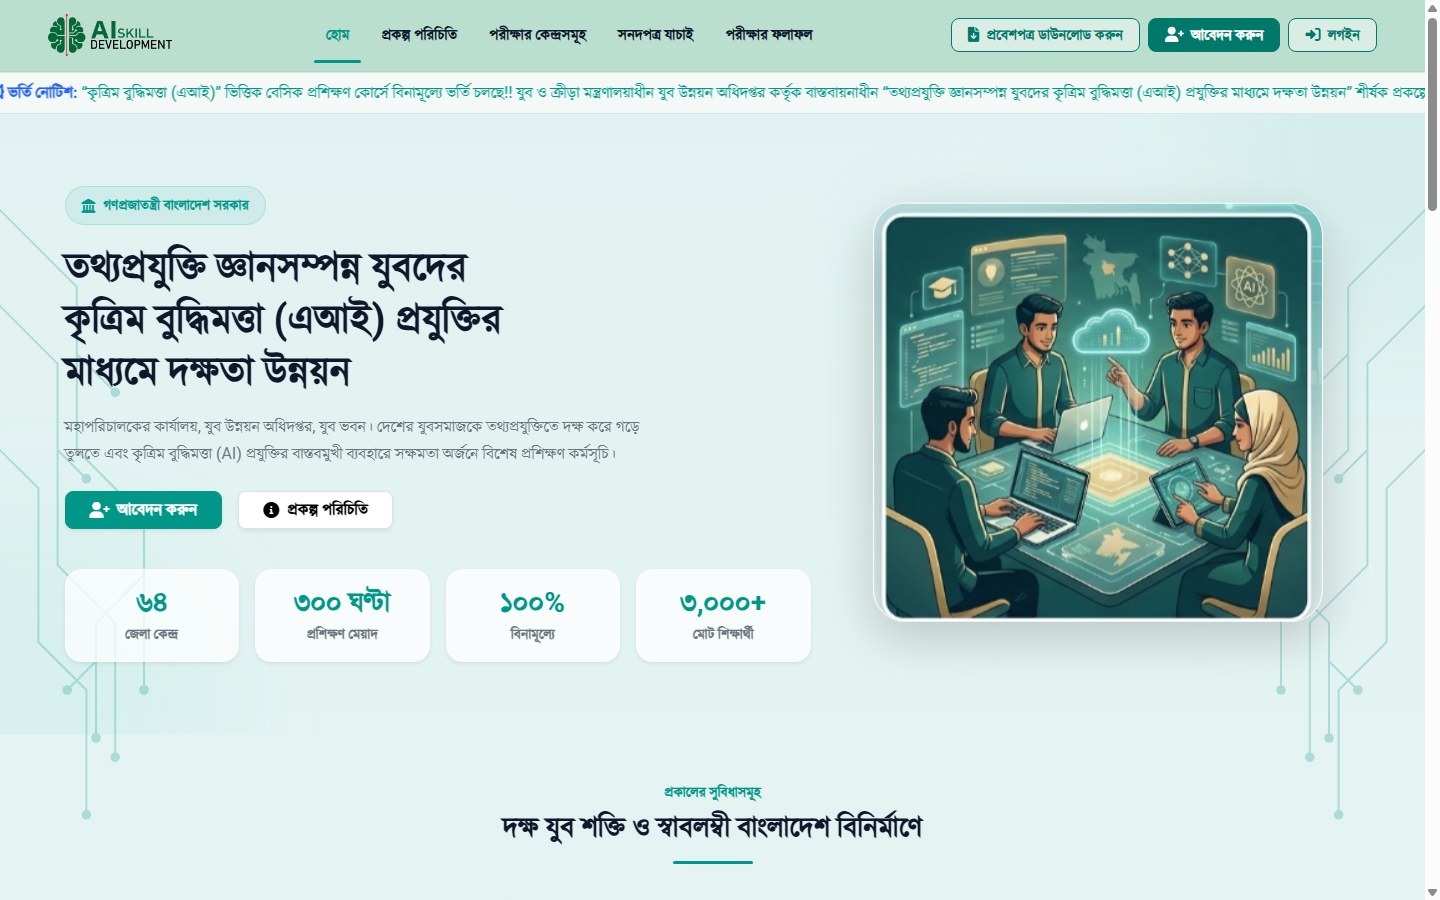 AI SKILL
DEVELOPMENT
হোম
প্রকল্প পরিচিতি
পরীক্ষার কেন্দ্রসমূহ
সনদপত্র যাচাই
পরীক্ষার ফলাফল
প্রবেশপত্র ডাউনলোড করুন
আবেদন করুন
লগইন
ভর্তি নোটিশ: "কৃত্রিম বুদ্ধিমত্তা (এআই)" ভিত্তিক বেসিক প্রশিক্ষণ কোর্সে বিনামূল্যে ভর্তি চলছে!! যুব ও ক্রীড়া মন্ত্রণালয়াধীন যুব উন্নয়ন অধিদপ্তর কর্তৃক বাস্তবায়নাধীন "তথ্যপ্রযুক্তি জ্ঞানসম্পন্ন যুবদের কৃত্রিম বুদ্ধিমত্তা (এআই) প্রযুক্তির মাধ্যমে দক্ষতা উন্নয়ন" শীর্ষক
গণপ্রজাতন্ত্রী বাংলাদেশ সরকার
তথ্যপ্রযুক্তি জ্ঞানসম্পন্ন যুবদের
কৃত্রিম বুদ্ধিমত্তা (এআই) প্রযুক্তির
মাধ্যমে দক্ষতা উন্নয়ন
মহাপরিচালকের কার্যালয়, যুব উন্নয়ন অধিদপ্তর, যুব ভবন। দেশের যুবসমাজকে তথ্যপ্রযুক্তিতে দক্ষ করে গড়ে
তুলতে এবং কৃত্রিম বুদ্ধিমত্তা (AI) প্রযুক্তির বাস্তবমুখী ব্যবহারে সক্ষমতা অর্জনে বিশেষ প্রশিক্ষণ কর্মসূচি।
আবেদন করুন
প্রকল্প পরিচিতি
৬৪
জেলা কেন্দ্র
৩০০ ঘণ্টা
প্রশিক্ষণ মেয়াদ
১০০%
বিনামূল্যে
৩,০০০+
মোট শিক্ষার্থী
AI
প্রকালের সুবিধাসমূহ
দক্ষ যুব শক্তি ও স্বাবলম্বী বাংলাদেশ বিনির্মাণে